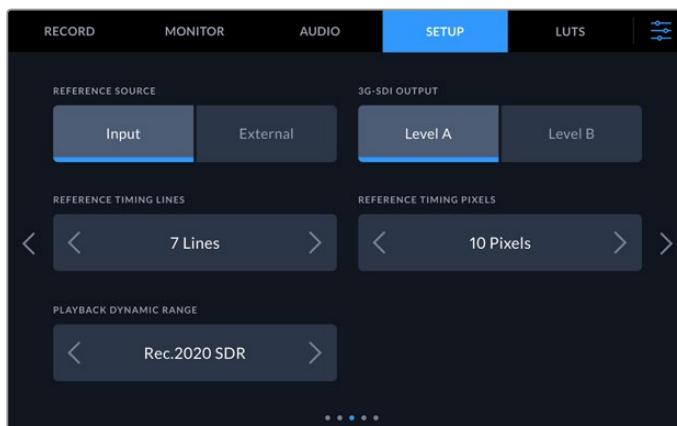 RECORD MONITOR AUDIO SETUP LUTS
REFERENCE SOURCE
Input External
3G-SDI OUTPUT
Level A Level B
REFERENCE TIMING LINES
7 Lines
REFERENCE TIMING PIXELS
10 Pixels
PLAYBACK DYNAMIC RANGE
Rec.2020 SDR